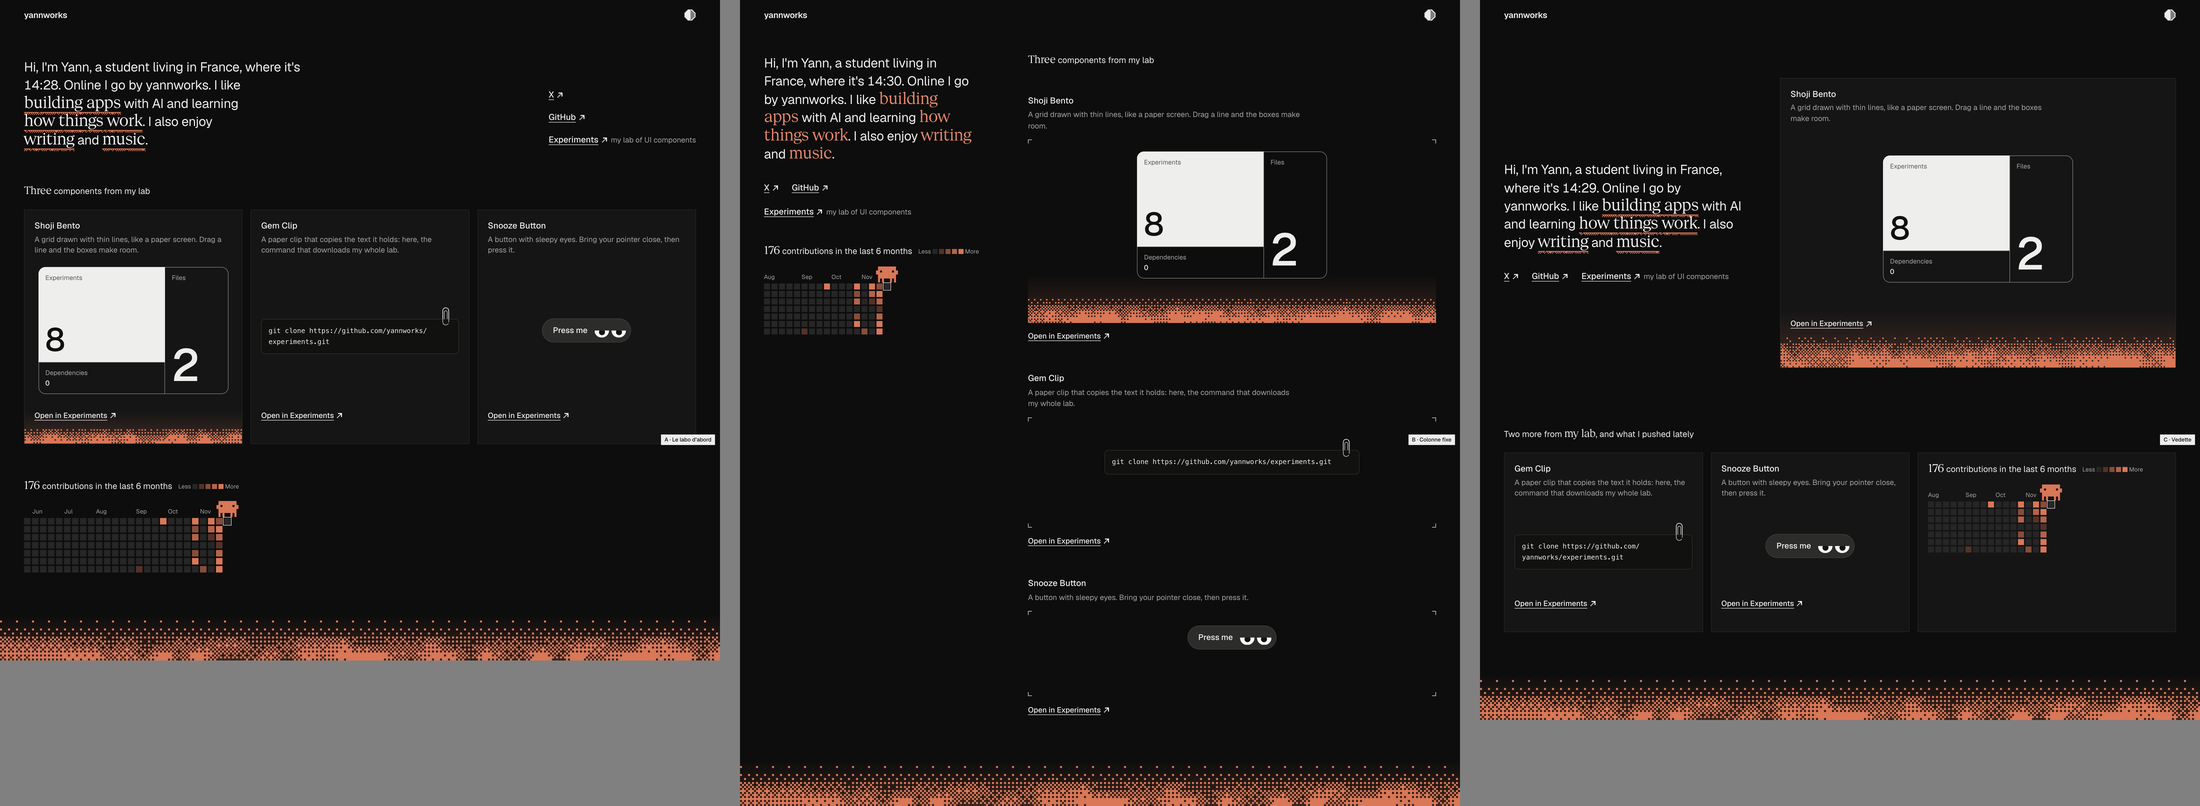 yannworks
Hi, I'm Yann, a student living in France, where it's
14:28. Online I go by yannworks. I like
building apps with AI and learning
how things work. I also enjoy
writing and music.
X
GitHub
Experiments my lab of UI components
Three components from my lab
Shoji Bento
A grid drawn with thin lines, like a paper screen. Drag a
line and the boxes make room.
Experiments
8
Files
2
Dependencies
0
Open in Experiments
Gem Clip
A paper clip that copies the text it holds: here, the
command that downloads my whole lab.
git clone https://github.com/yannworks/
experiments.git
Open in Experiments
Snooze Button
A button with sleepy eyes. Bring your pointer close, then
press it.
Press me
Open in Experiments
A · Le labo d'abord
176 contributions in the last 6 months Less More
Jun Jul Aug Sep Oct Nov
yannworks
Hi, I'm Yann, a student living in
France, where it's 14:30. Online I go
by yannworks. I like building
apps with AI and learning how
things work. I also enjoy writing
and music.
X GitHub
Experiments my lab of UI components
176 contributions in the last 6 months Less More
Aug Sep Oct Nov
Three components from my lab
Shoji Bento
A grid drawn with thin lines, like a paper screen. Drag a line and the boxes make
room.
Experiments
8
Files
2
Dependencies
0
Open in Experiments
Gem Clip
A paper clip that copies the text it holds: here, the command that downloads
my whole lab.
git clone https://github.com/yannworks/experiments.git
Open in Experiments
B · Colonne fixe
Snooze Button
A button with sleepy eyes. Bring your pointer close, then press it.
Press me
Open in Experiments
yannworks
Hi, I'm Yann, a student living in France,
where it's 14:29. Online I go by
yannworks. I like building apps with AI
and learning how things work. I also
enjoy writing and music.
X GitHub Experiments my lab of UI components
Shoji Bento
A grid drawn with thin lines, like a paper screen. Drag a line and the boxes
make room.
Experiments
8
Files
2
Dependencies
0
Open in Experiments
Two more from my lab, and what I pushed lately
C · Vedette
Gem Clip
A paper clip that copies the text it holds: here, the
command that downloads my whole lab.
git clone https://github.com/
yannworks/experiments.git
Open in Experiments
Snooze Button
A button with sleepy eyes. Bring your pointer close,
then press it.
Press me
Open in Experiments
176 contributions in the last 6 months Less More
Aug Sep Oct Nov